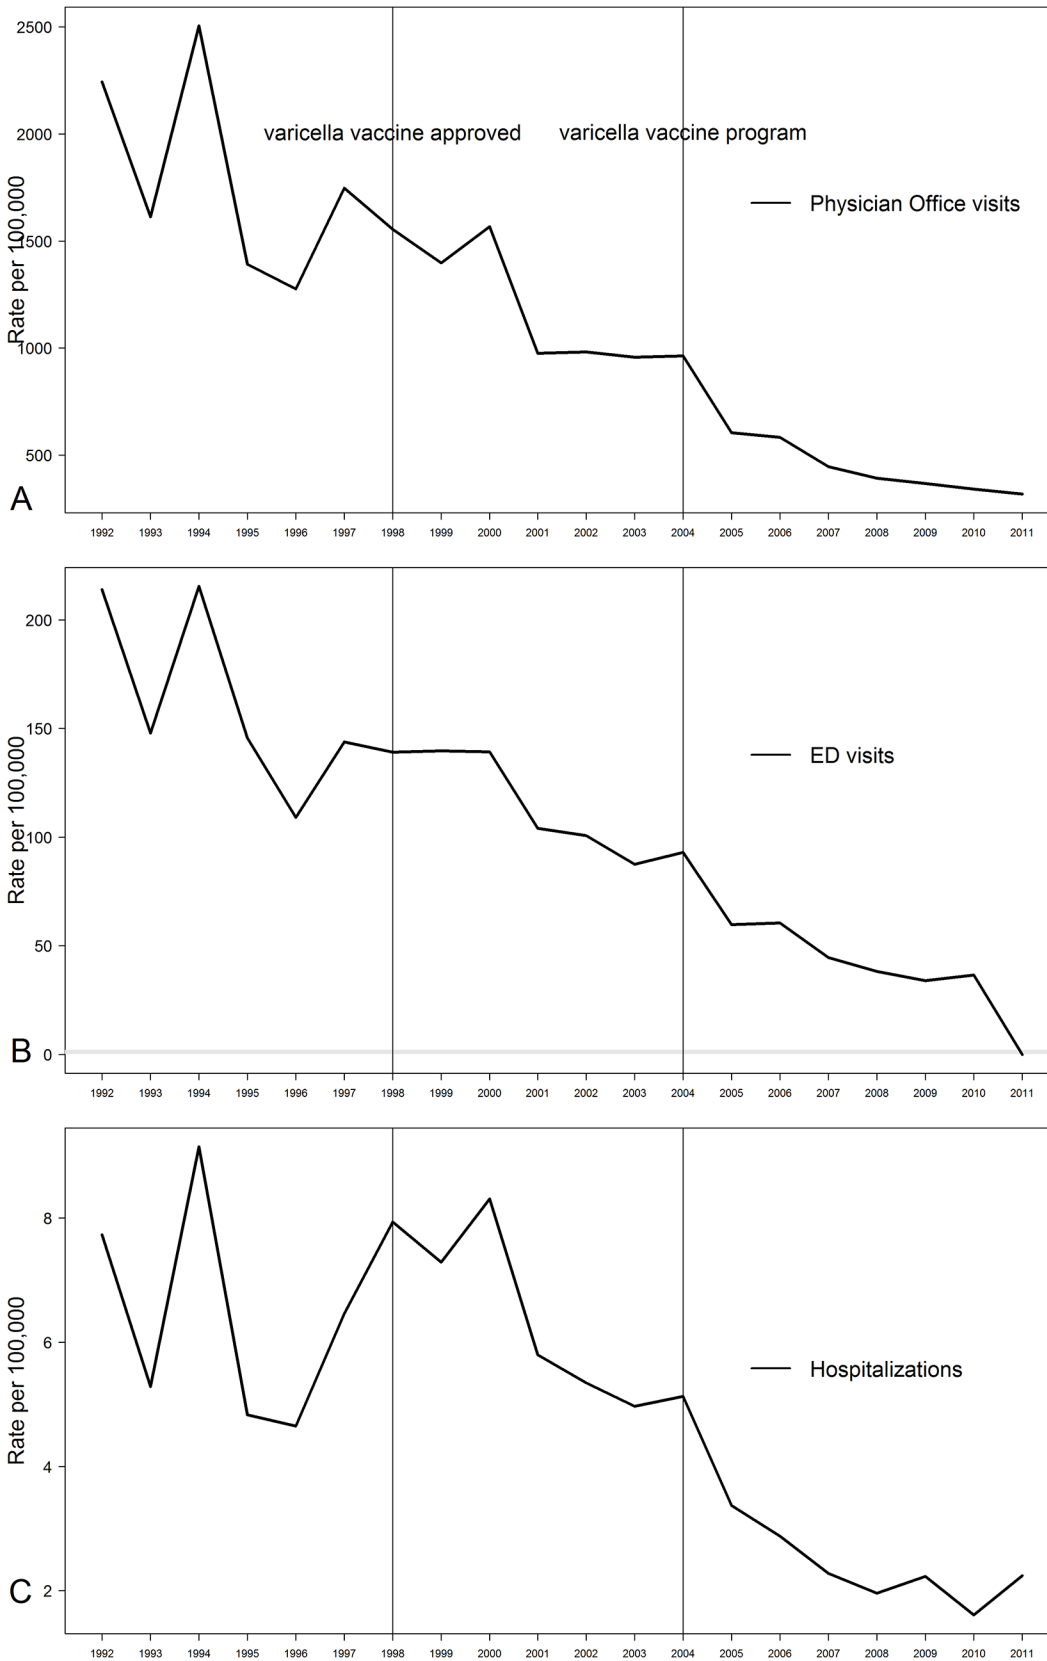 2500
2000
1500
1000
500
Rate per 100,000
varicella vaccine approved
varicella vaccine program
Physician Office visits
A
1992 1993 1994 1995 1996 1997 1998 1999 2000 2001 2002 2003 2004 2005 2006 2007 2008 2009 2010 2011
200
150
100
50
0
Rate per 100,000
ED visits
B
1992 1993 1994 1995 1996 1997 1998 1999 2000 2001 2002 2003 2004 2005 2006 2007 2008 2009 2010 2011
8
6
4
2
Rate per 100,000
Hospitalizations
C
1992 1993 1994 1995 1996 1997 1998 1999 2000 2001 2002 2003 2004 2005 2006 2007 2008 2009 2010 2011